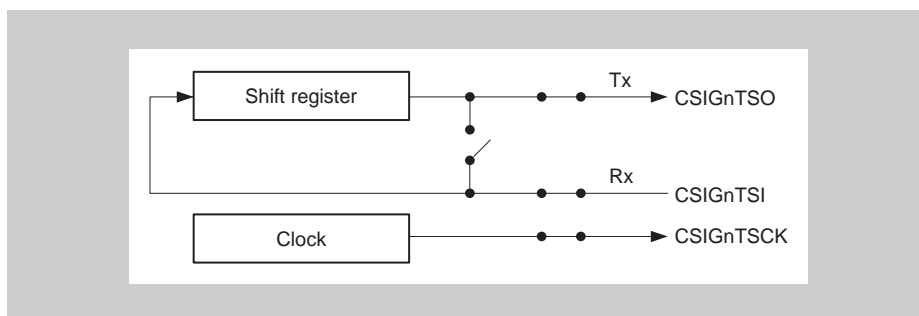 Shift register
Tx
CSIGnTSO
Rx
CSIGnTSI
Clock
CSIGnTSCK